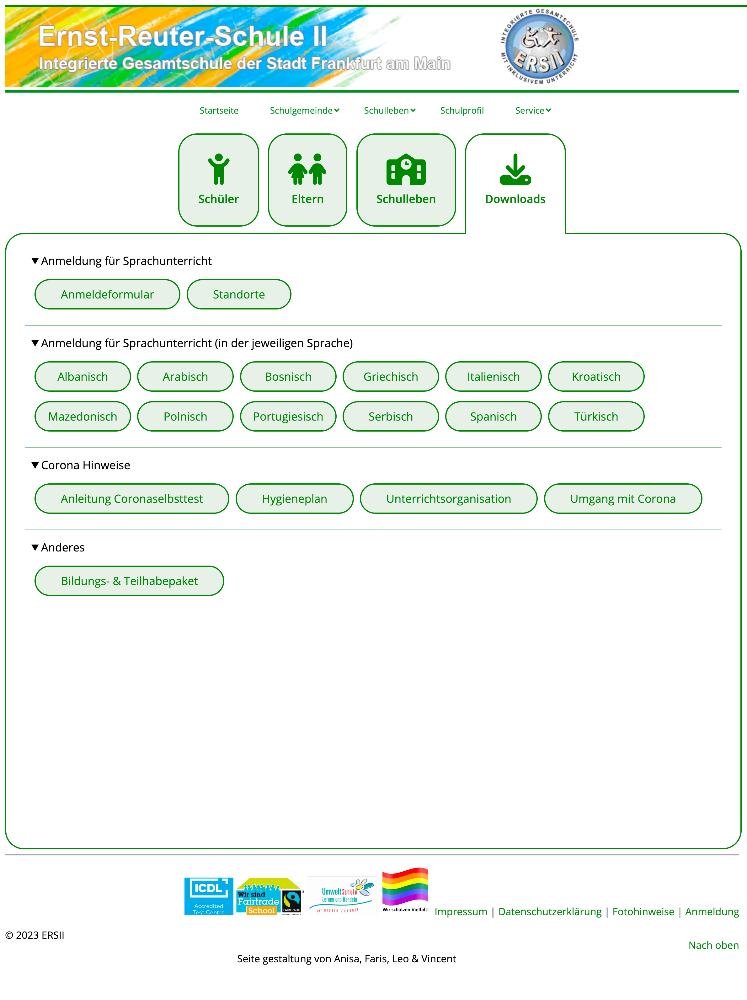 Ernst-Reuter-Schule II
Integrierte Gesamtschule der Stadt Frankfurt am Main
INTEGRIERTE GESAMTSCHULE
ERSII
MIT INKLUSIVEM UNTERRICHT
Startseite Schulgemeinde Schulleben Schulprofil Service
Schüler Eltern Schulleben Downloads
Anmeldung für Sprachunterricht
Anmeldeformular Standorte
Anmeldung für Sprachunterricht (in der jeweiligen Sprache)
Albanisch Arabisch Bosnisch Griechisch Italienisch Kroatisch
Mazedonisch Polnisch Portugiesisch Serbisch Spanisch Türkisch
Corona Hinweise
Anleitung Coronaselbsttest Hygieneplan Unterrichtsorganisation Umgang mit Corona
Anderes
Bildungs- & Teilhabepaket
ICDL
Accredited
Test Centre
Wir sind
Fairtrade
School
FAIRTRADE
UmweltSchule
Lernen und Handeln
für unsere Zukunft
Wir schätzen Vielfalt!
Impressum | Datenschutzerklärung | Fotohinweise | Anmeldung
© 2023 ERSII
Nach oben
Seite gestaltung von Anisa, Faris, Leo & Vincent